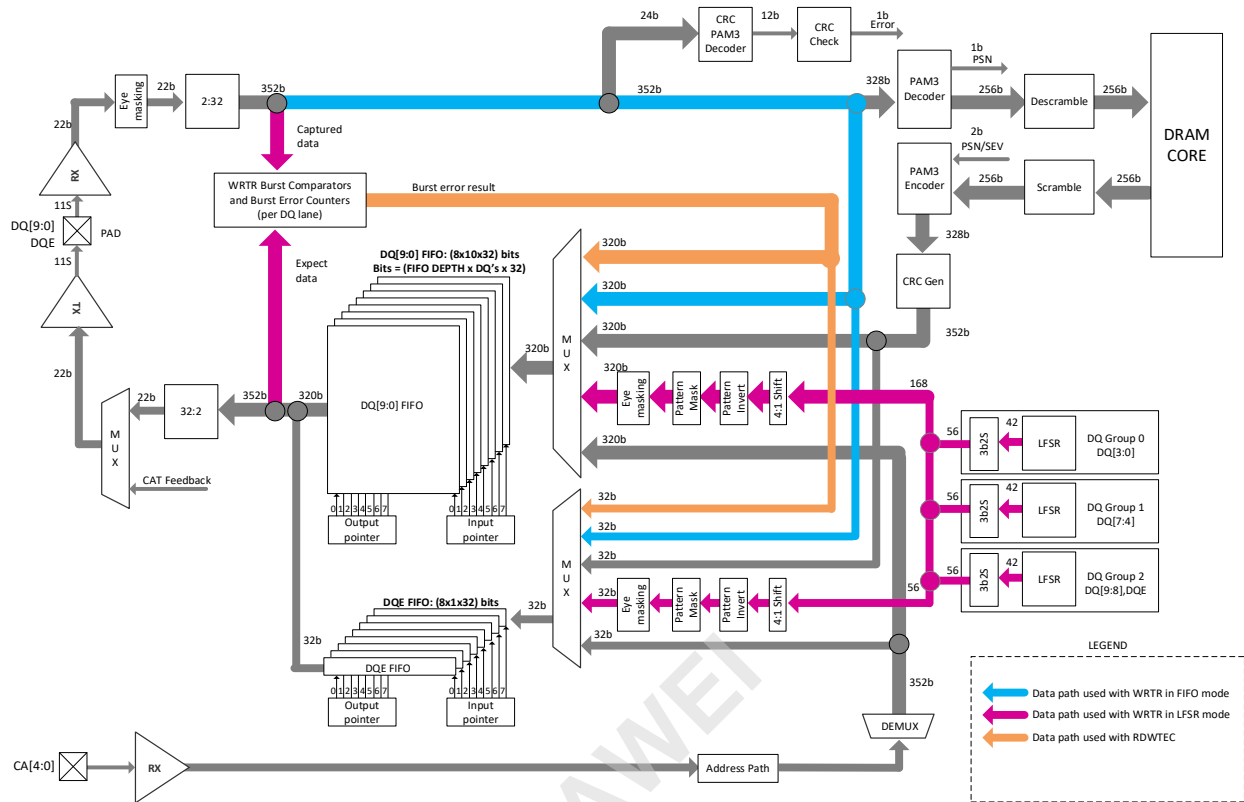 24b
CRC
PAM3
Decoder
12b
CRC
Check
1b
Error
Eye
masking
22b
2:32
352b
352b
328b
PAM3
Decoder
1b
PSN
256b
Descramble
256b
DRAM
CORE
22b
RX
11S
DQ[9:0]
DQE
PAD
11S
TX
22b
Captured
data
WRTR Burst Comparators
and Burst Error Counters
(per DQ lane)
Burst error result
Expect
data
2b
PSN/SEV
PAM3
Encoder
256b
Scramble
256b
328b
CRC Gen
352b
DQ[9:0] FIFO: (8x10x32) bits
Bits = (FIFO DEPTH x DQ's x 32)
DQ[9:0] FIFO
320b
MUX
320b
320b
320b
320b
320b
Eye
masking
Pattern
Mask
Pattern
Invert
4:1 Shift
168
56
3b2S
42
LFSR
DQ Group 0
DQ[3:0]
56
3b2S
42
LFSR
DQ Group 1
DQ[7:4]
56
3b2S
42
LFSR
DQ Group 2
DQ[9:8],DQE
MUX
22b
32:2
352b
320b
CAT Feedback
0 1 2 3 4 5 6 7
Output
pointer
0 1 2 3 4 5 6 7
Input
pointer
MUX
32b
32b
32b
32b
32b
Eye
masking
Pattern
Mask
Pattern
Invert
4:1 Shift
56
DQE FIFO: (8x1x32) bits
32b
32b
DQE FIFO
0 1 2 3 4 5 6 7
Output
pointer
0 1 2 3 4 5 6 7
Input
pointer
352b
DEMUX
CA[4:0]
RX
Address Path
LEGEND
Data path used with WRTR in FIFO mode
Data path used with WRTR in LFSR mode
Data path used with RDWTEC
AWEI